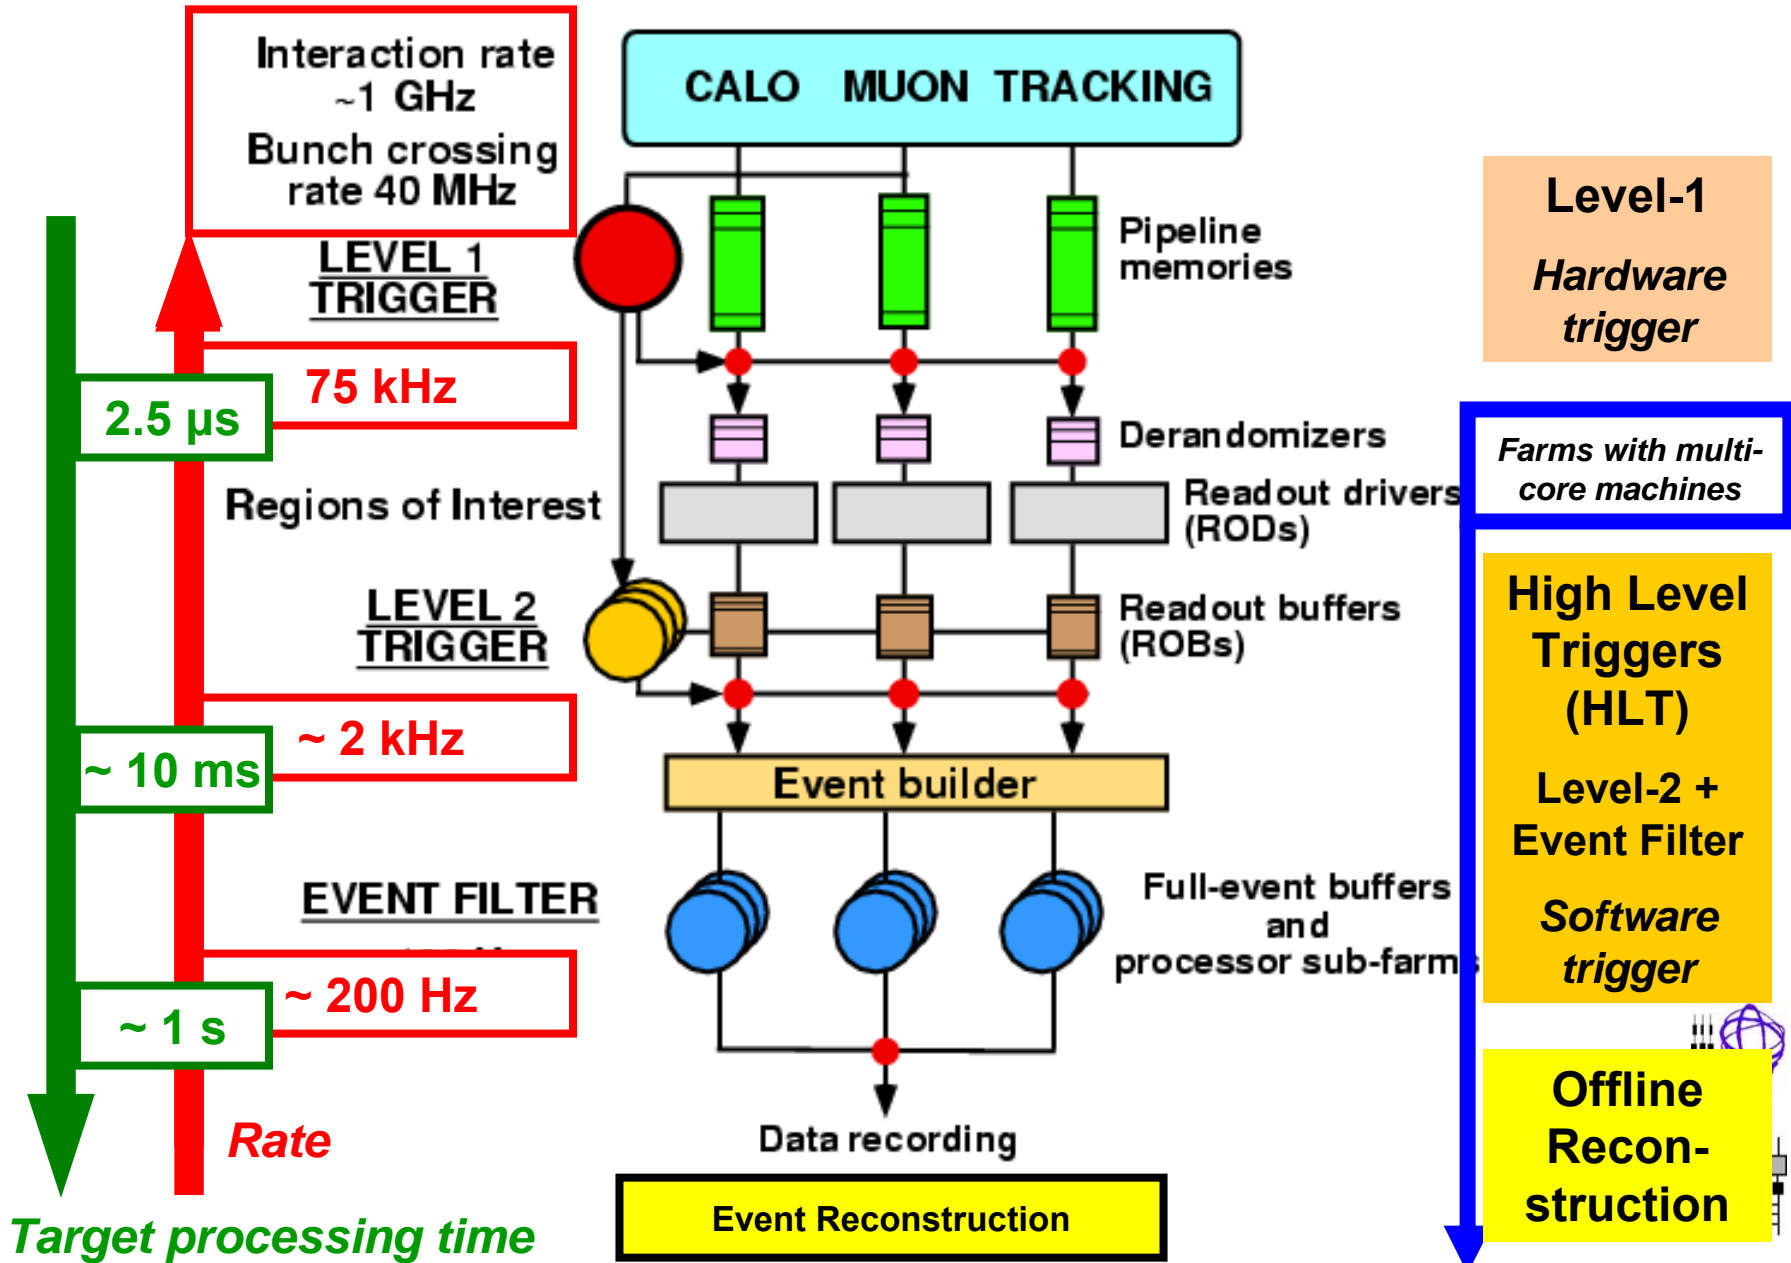 Interaction rate
~1 GHz
Bunch crossing
rate 40 MHz
CALO MUON TRACKING
LEVEL 1
TRIGGER
Pipeline
memories
Level-1
Hardware
trigger
75 kHz
2.5 µs
Derandomizers
Farms with multi-
core machines
Regions of Interest
Readout drivers
(RODs)
LEVEL 2
TRIGGER
Readout buffers
(ROBs)
High Level
Triggers
(HLT)
Level-2 +
Event Filter
Software
trigger
~ 2 kHz
~ 10 ms
Event builder
EVENT FILTER
Full-event buffers
and
processor sub-farms
~ 200 Hz
~ 1 s
Data recording
Rate
Target processing time
Event Reconstruction
Offline
Recon-
struction